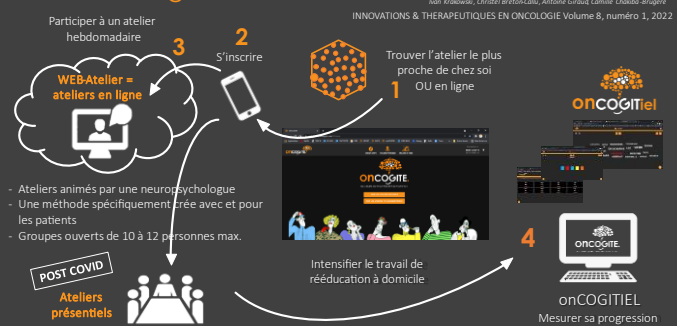 Ivan Krakowski, Christel Breton-Callu, Antoine Giraud, Camille Chakiba-Brugère
INNOVATIONS & THERAPEUTIQUES EN ONCOLOGIE Volume 8, numéro 1, 2022
Participer à un atelier
hebdomadaire
3
2
S'inscrire
WEB-Atelier =
ateliers en ligne
Trouver l'atelier le plus
proche de chez soi
OU en ligne
1
onCOGITiel
onCOGITE.
- Ateliers animés par une neuropsychologue
- Une méthode spécifiquement crée avec et pour
les patients
- Groupes ouverts de 10 à 12 personnes max.
POST COVID
Ateliers
présentiels
Intensifier le travail de
rééducation à domicile
4
onCOGITE.
onCOGITIEL
Mesurer sa progression